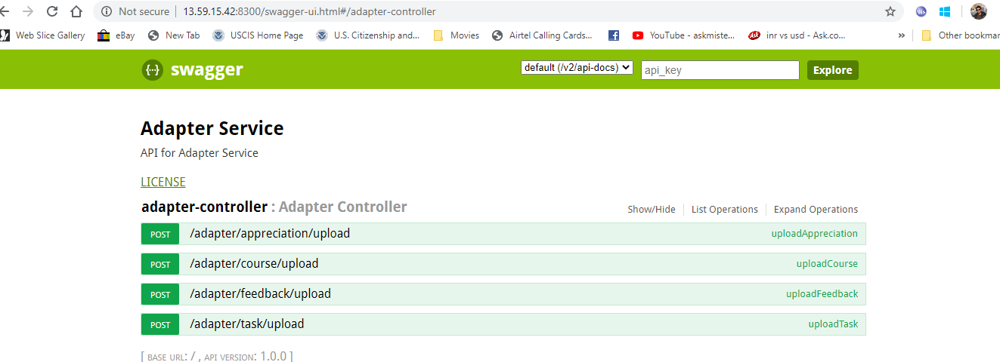 Not secure | 13.59.15.42:8300/swagger-ui.html#/adapter-controller
Web Slice Gallery eBay New Tab USCIS Home Page U.S. Citizenship and... Movies Airtel Calling Cards... YouTube - askmiste... Ask inr vs usd - Ask.co... » Other bookmar
{··} swagger default (/v2/api-docs) api_key Explore
Adapter Service
API for Adapter Service
LICENSE
adapter-controller : Adapter Controller Show/Hide List Operations Expand Operations
POST /adapter/appreciation/upload uploadAppreciation
POST /adapter/course/upload uploadCourse
POST /adapter/feedback/upload uploadFeedback
POST /adapter/task/upload uploadTask
[ BASE URL: / , API VERSION: 1.0.0 ]